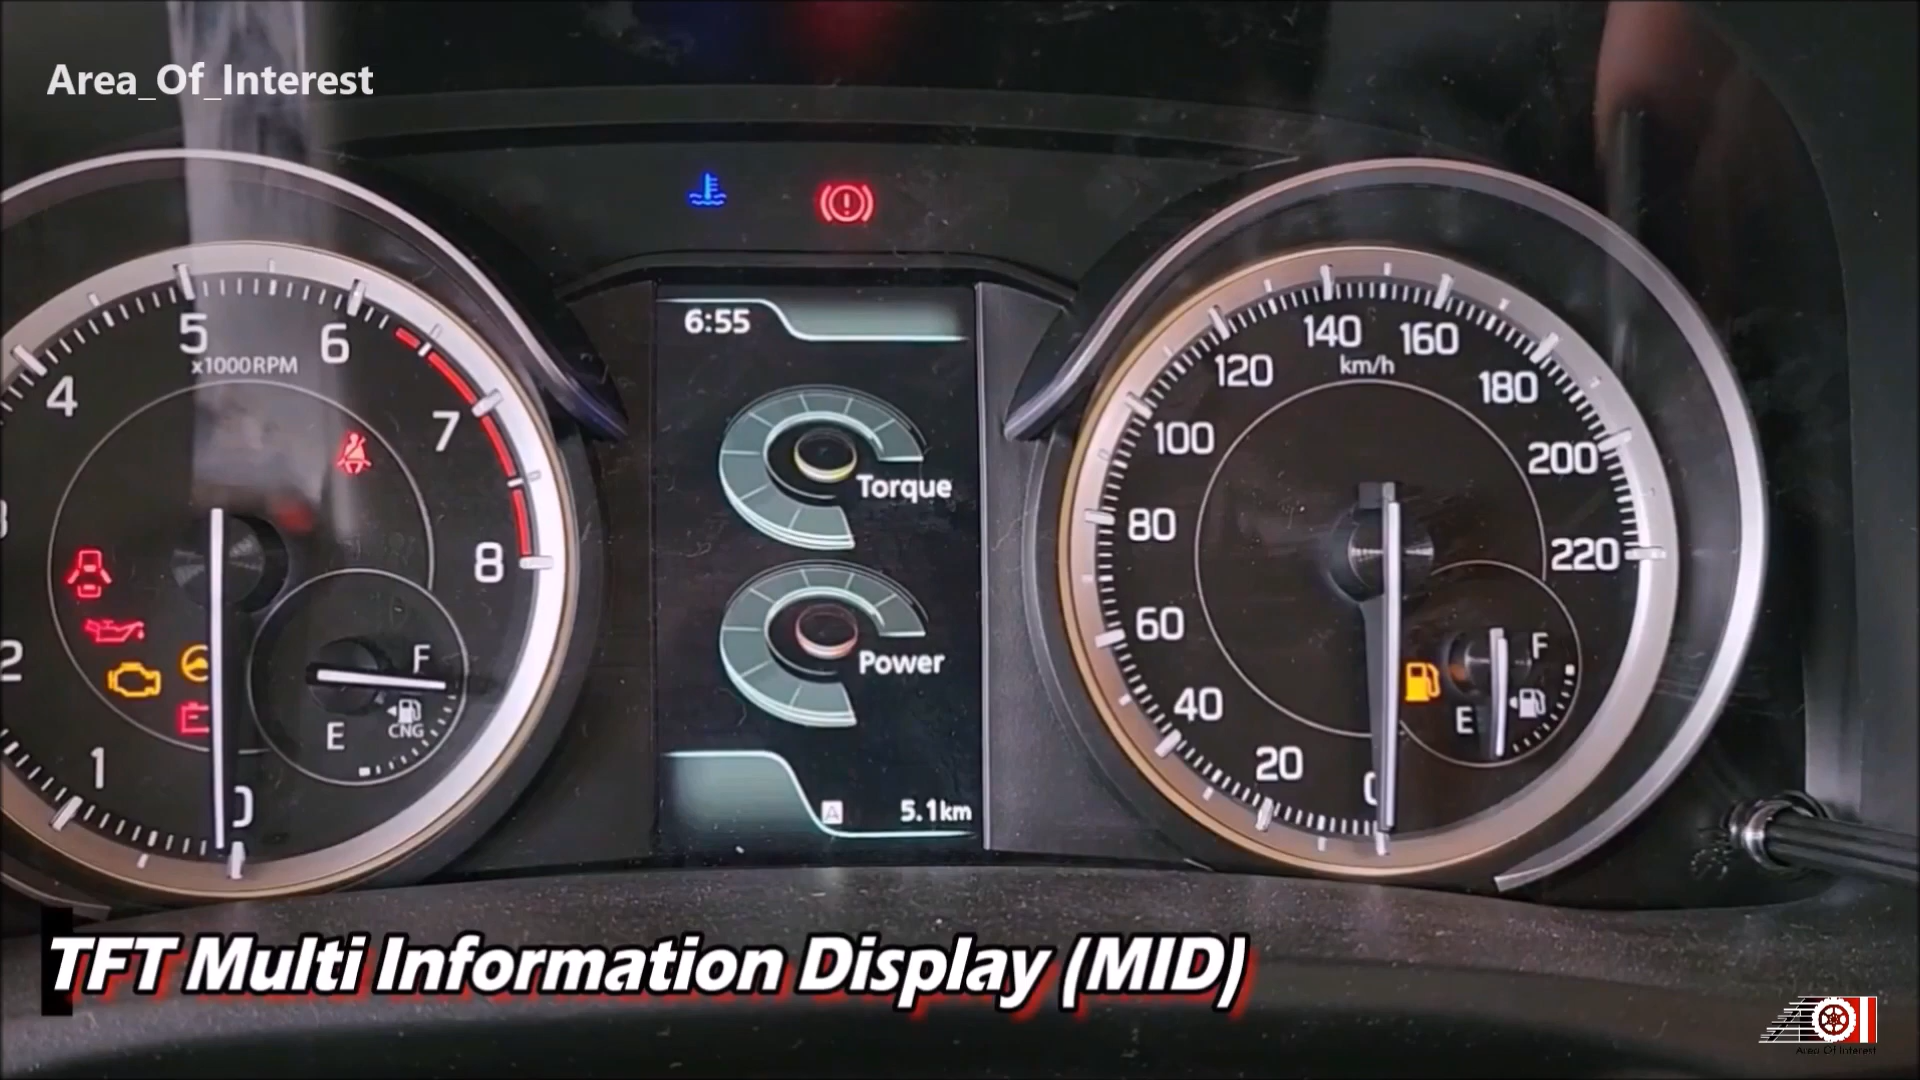 Area_Of_Interest
5
6
x1000RPM
4
7
8
2
1
0
F
E
CNG
6:55
Torque
Power
A
5.1km
140
160
km/h
120
180
100
200
80
220
60
40
20
F
E
TFT Multi Information Display (MID)
Area Of Interest